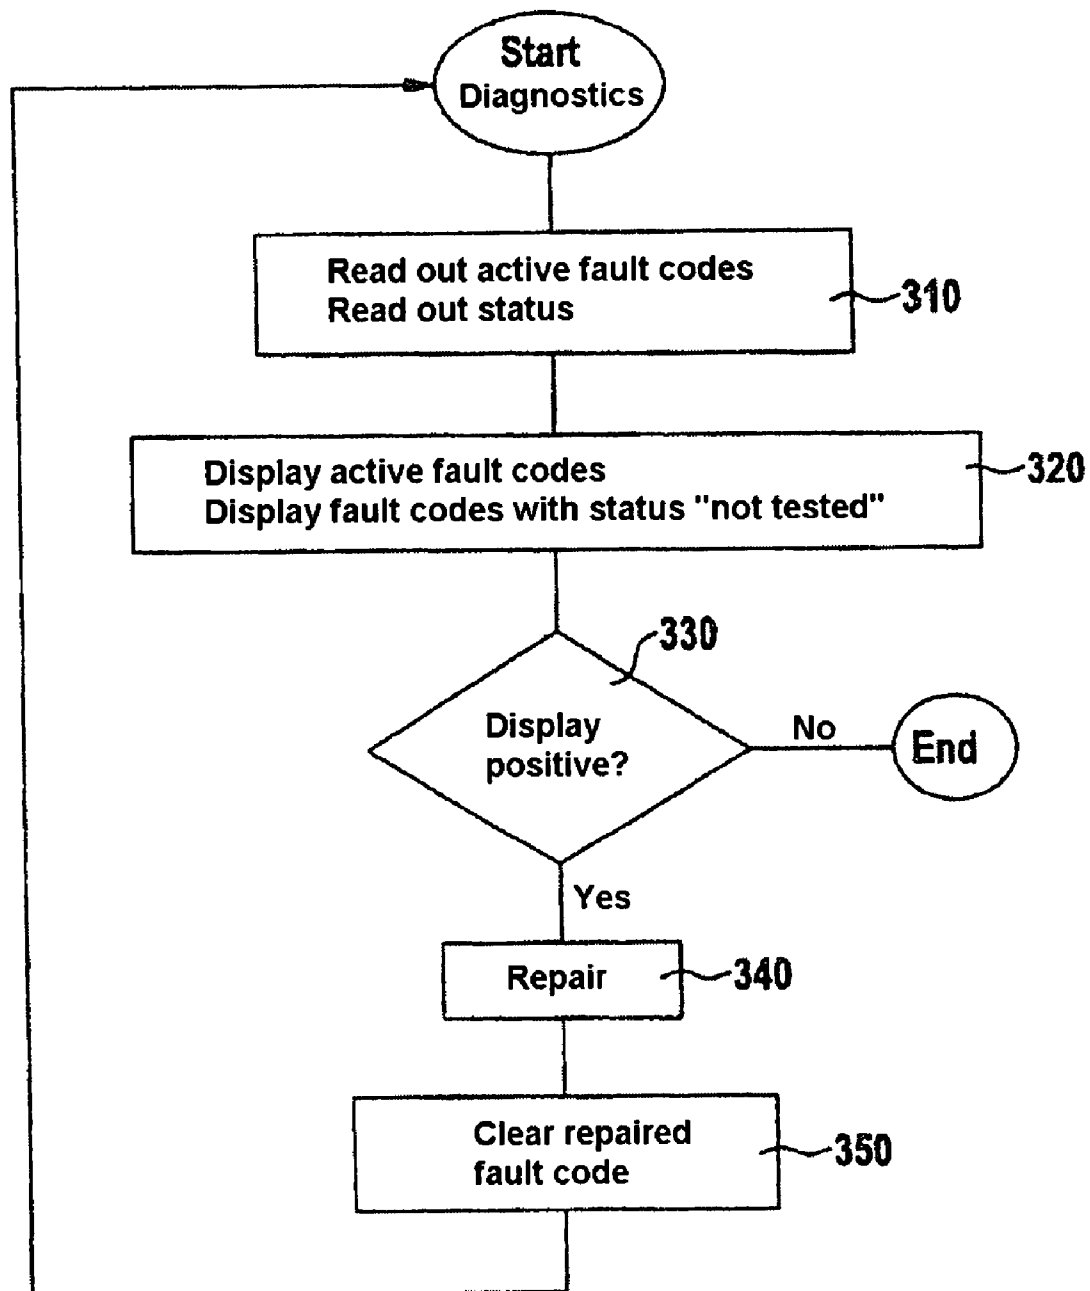 Start
Diagnostics
Read out active fault codes
Read out status
310
Display active fault codes
Display fault codes with status "not tested"
320
330
Display
positive?
No
End
Yes
Repair
340
Clear repaired
fault code
350